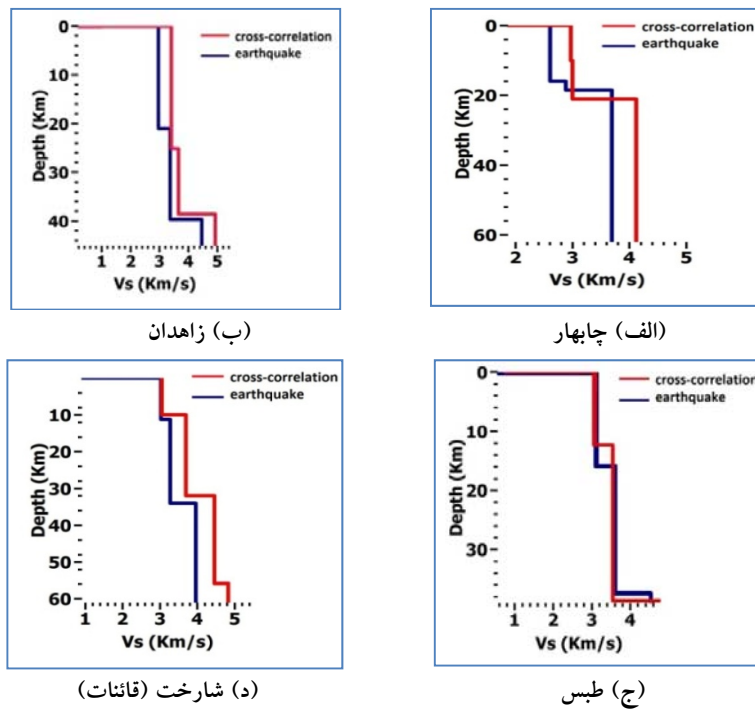 0
10
20
30
40
Depth (Km)
1 2 3 4 5
Vs (Km/s)
cross-correlation
earthquake
(ب) زاهدان
0
20
40
60
Depth (Km)
2 3 4 5
Vs (Km/s)
cross-correlation
earthquake
(الف) چابهار
10
20
30
40
50
60
Depth (Km)
1 2 3 4 5
Vs (Km/s)
cross-correlation
earthquake
(د) شارخت (قائنات)
0
10
20
30
Depth (Km)
1 2 3 4
Vs (Km/s)
cross-correlation
earthquake
(ج) طبس